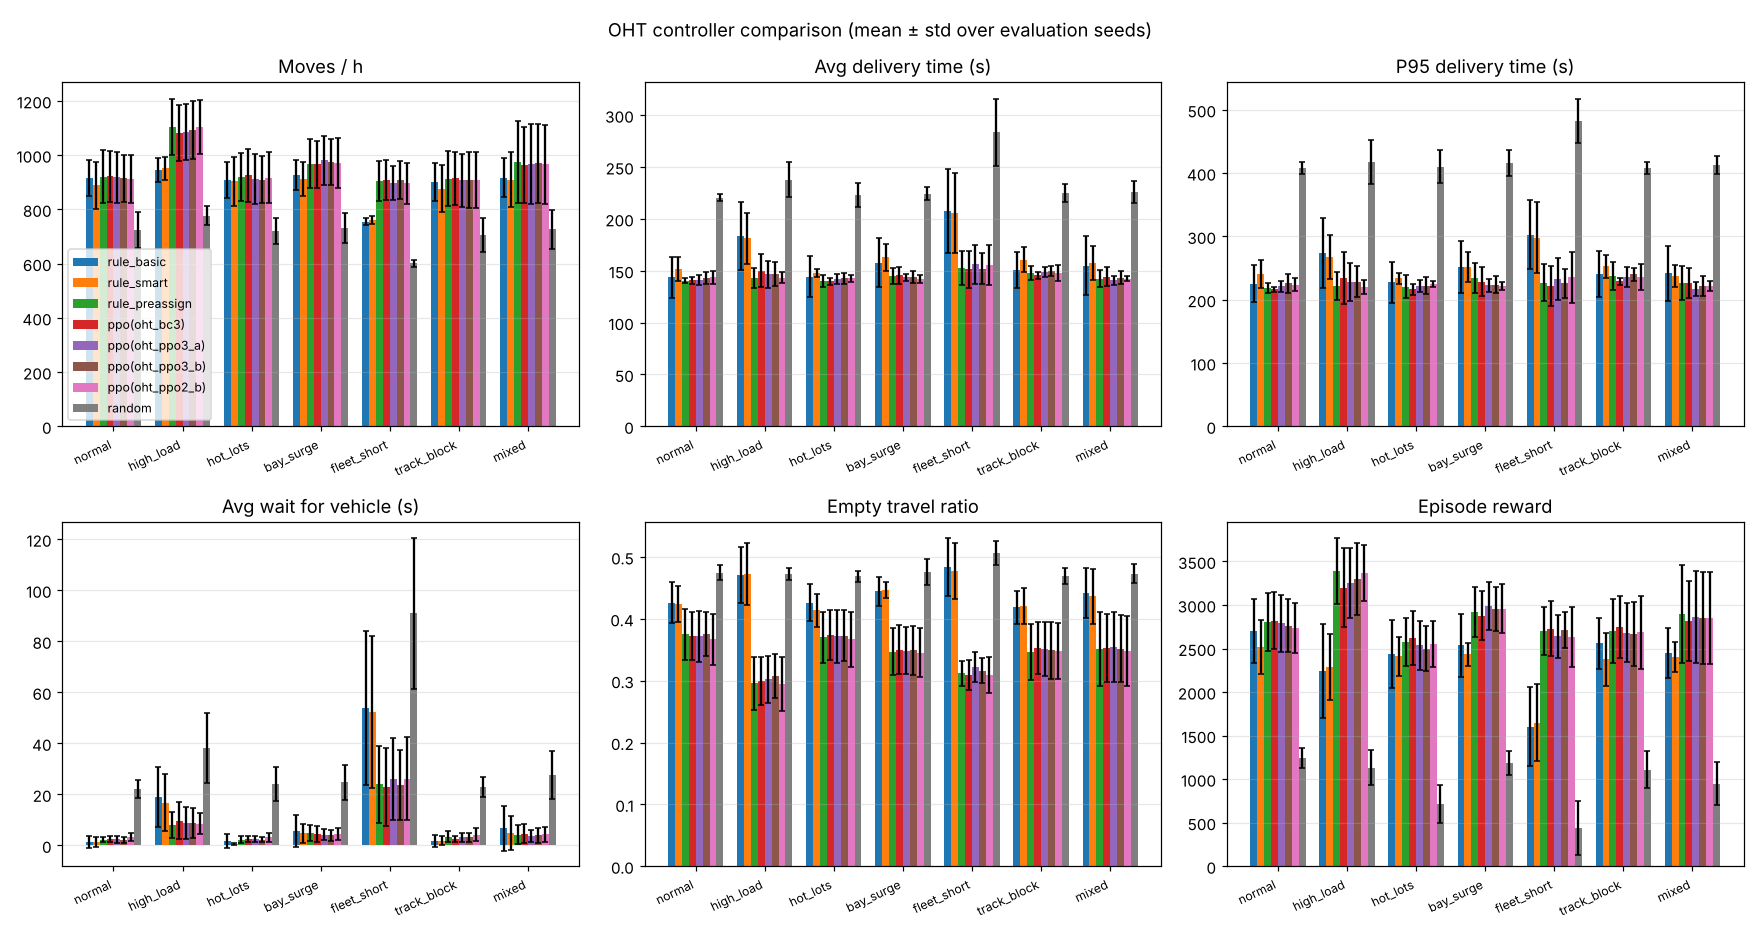 OHT controller comparison (mean ± std over evaluation seeds)
Moves / h
1200
1000
800
600
400
200
0
rule_basic
rule_smart
rule_preassign
ppo(oht_bc3)
ppo(oht_ppo3_a)
ppo(oht_ppo3_b)
ppo(oht_ppo2_b)
random
normal
high_load
hot_lots
bay_surge
fleet_short
track_block
mixed
Avg delivery time (s)
300
250
200
150
100
50
0
normal
high_load
hot_lots
bay_surge
fleet_short
track_block
mixed
P95 delivery time (s)
500
400
300
200
100
0
normal
high_load
hot_lots
bay_surge
fleet_short
track_block
mixed
Avg wait for vehicle (s)
120
100
80
60
40
20
0
normal
high_load
hot_lots
bay_surge
fleet_short
track_block
mixed
Empty travel ratio
0.5
0.4
0.3
0.2
0.1
0.0
normal
high_load
hot_lots
bay_surge
fleet_short
track_block
mixed
Episode reward
3500
3000
2500
2000
1500
1000
500
0
normal
high_load
hot_lots
bay_surge
fleet_short
track_block
mixed